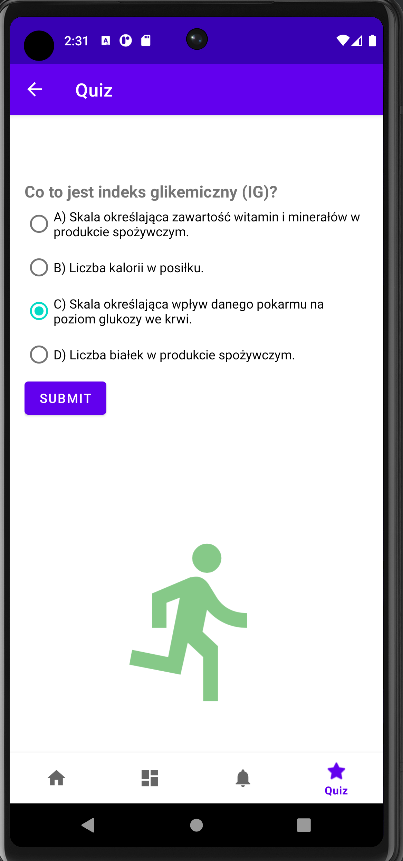 2:31
Quiz
Co to jest indeks glikemiczny (IG)?
A) Skala określająca zawartość witamin i minerałów w
produkcie spożywczym.
B) Liczba kalorii w posiłku.
C) Skala określająca wpływ danego pokarmu na
poziom glukozy we krwi.
D) Liczba białek w produkcie spożywczym.
SUBMIT
Quiz